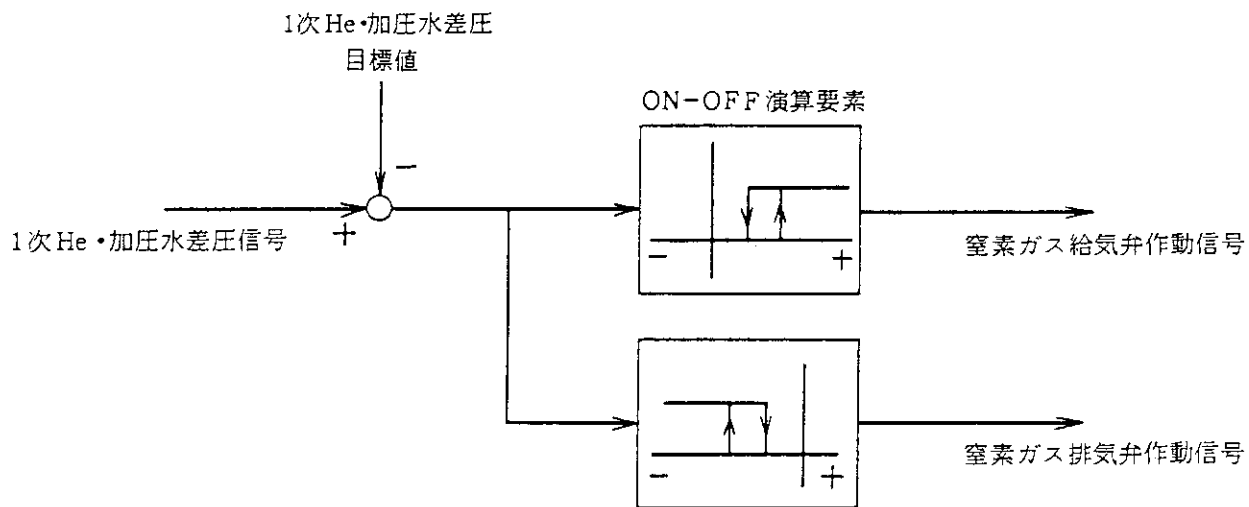 1次He・加圧水差圧
目標値
ON-OFF演算要素
−
+
1次He・加圧水差圧信号
−
+
窒素ガス給気弁作動信号
−
+
窒素ガス排気弁作動信号